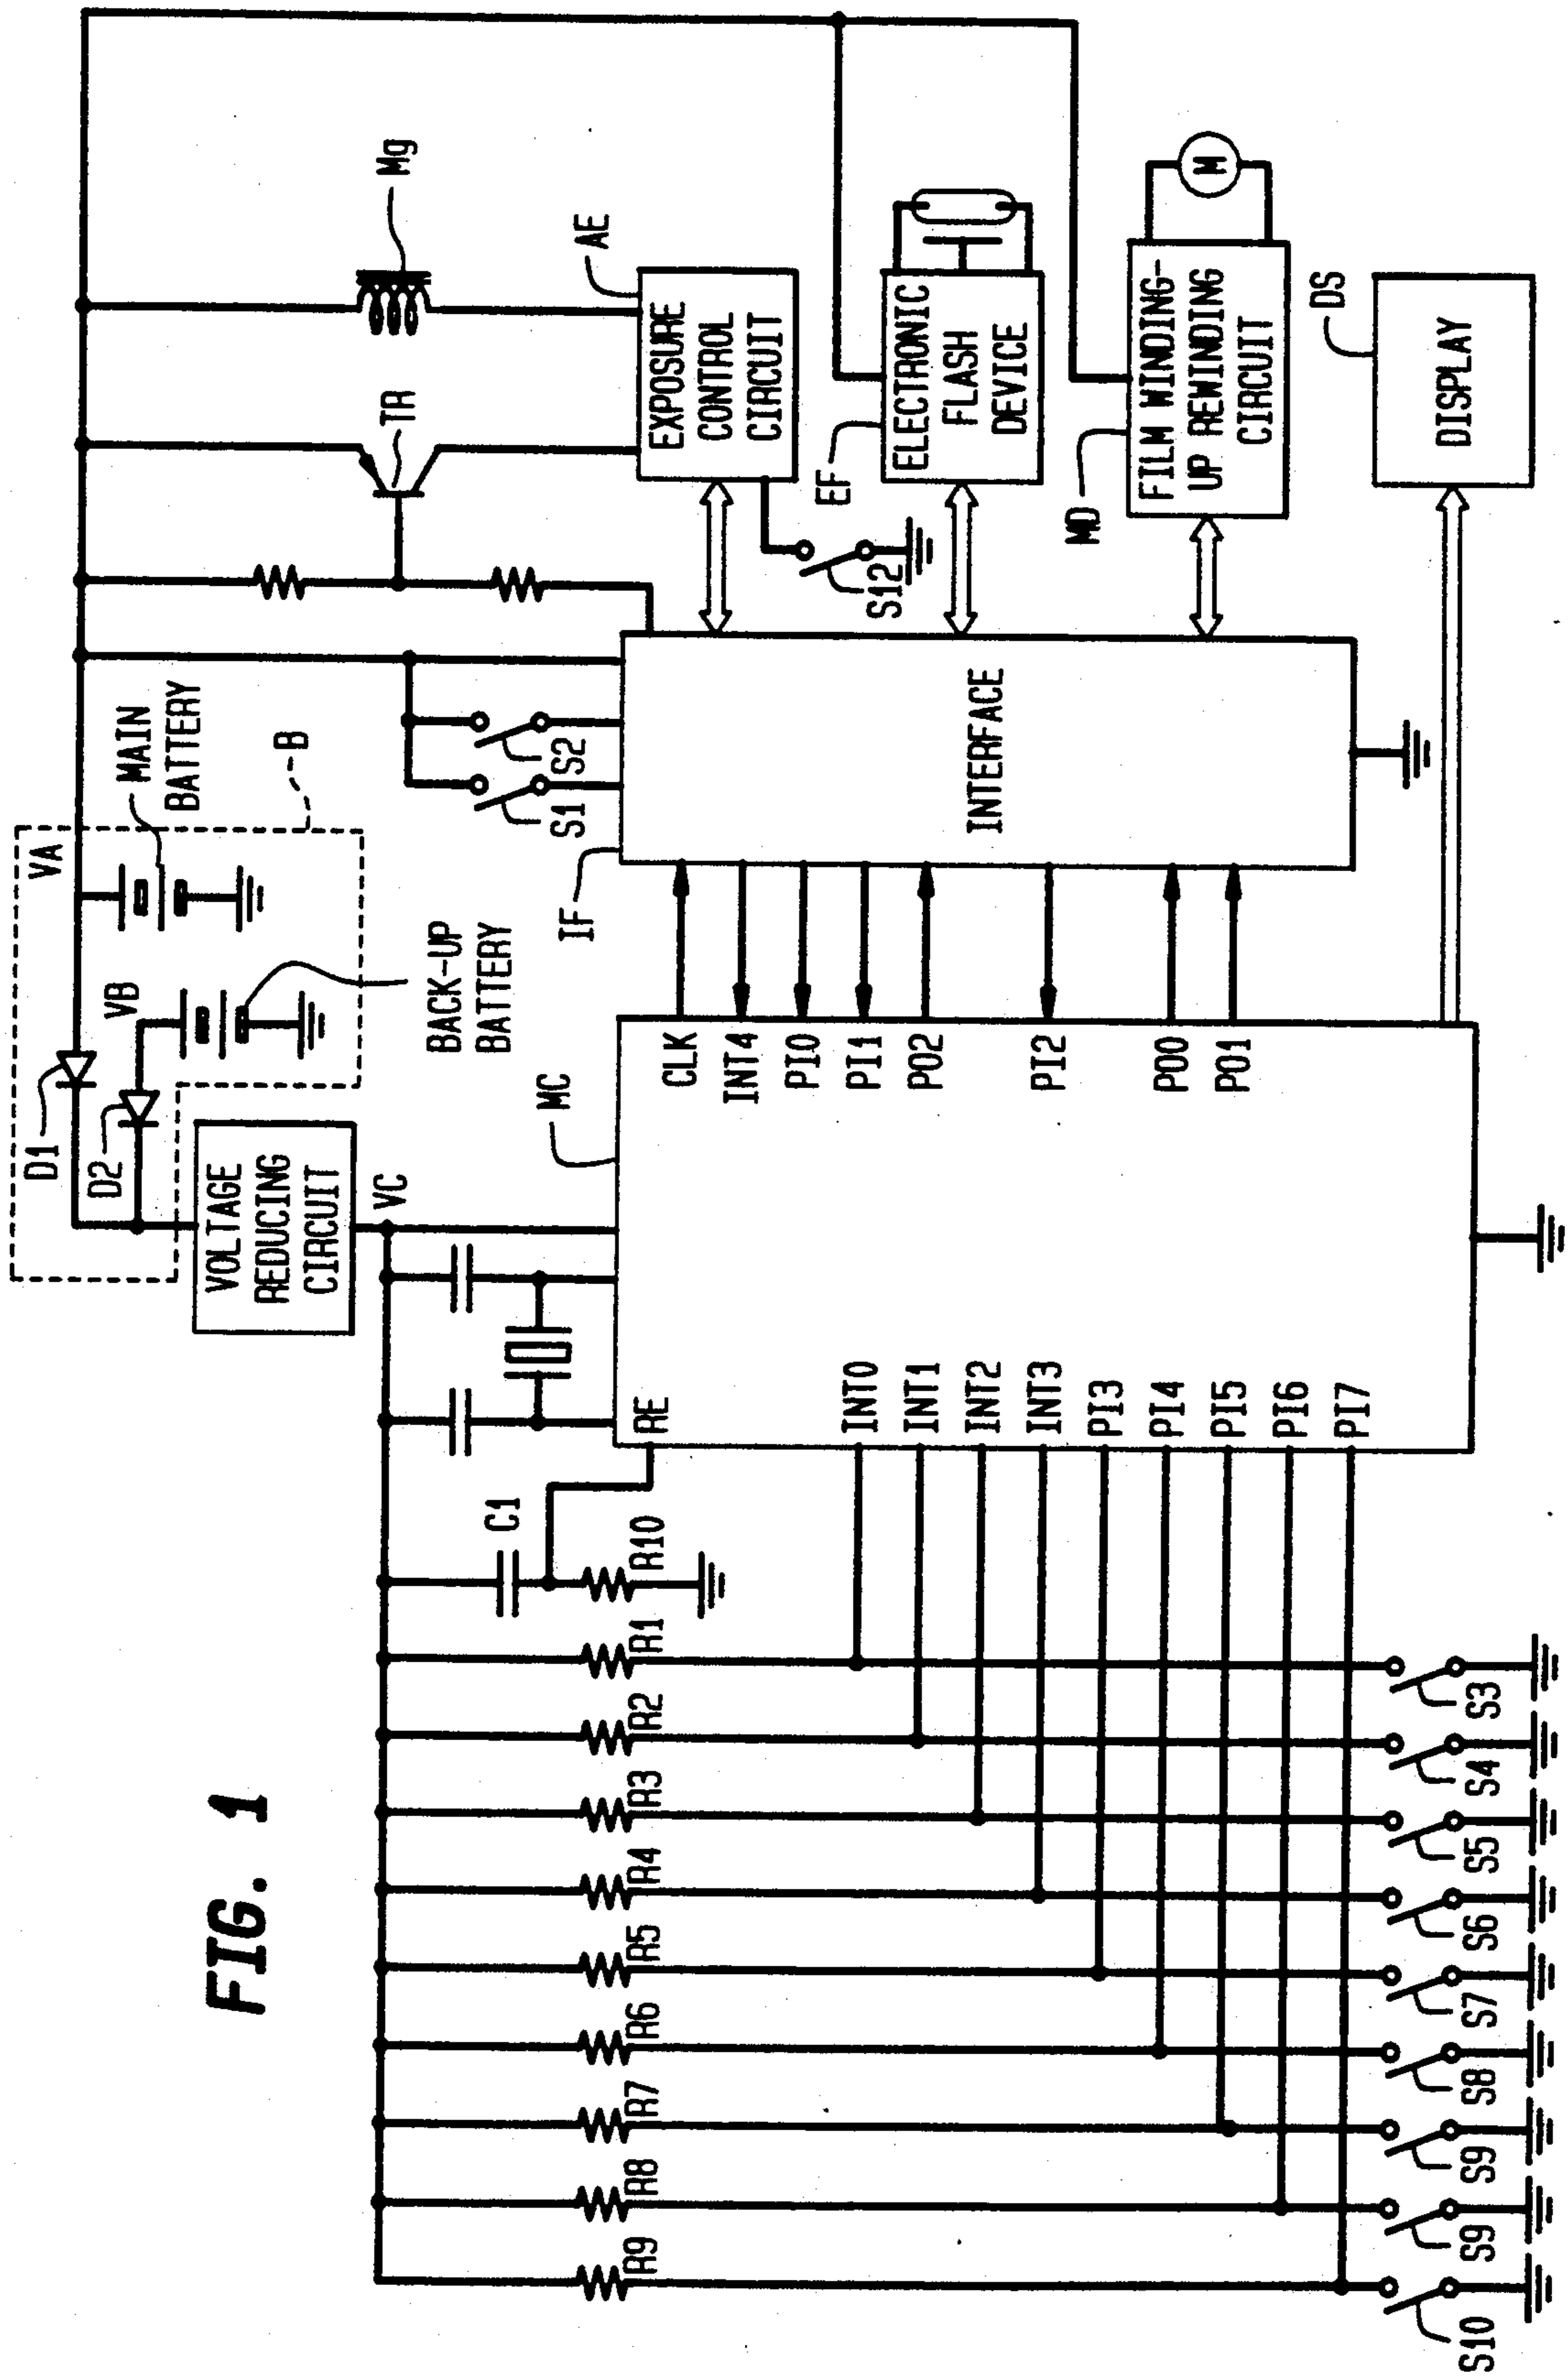 FIG. 1
VA
MAIN
BATTERY
B
VB
BACK-UP
BATTERY
D1
D2
VOLTAGE
REDUCING
CIRCUIT
VC
Mg
TR
AE
EXPOSURE
CONTROL
CIRCUIT
S12
EF
ELECTRONIC
FLASH
DEVICE
MD
FILM WINDING-
UP REWINDING
CIRCUIT
M
DS
DISPLAY
S1
S2
IF
INTERFACE
MC
CLK
INT4
PI0
PI1
PO2
PI2
PO0
PO1
RE
INT0
INT1
INT2
INT3
PI3
PI4
PI5
PI6
PI7
C1
R10
R1
R2
R3
R4
R5
R6
R7
R8
R9
S3
S4
S5
S6
S7
S8
S9
S9
S10